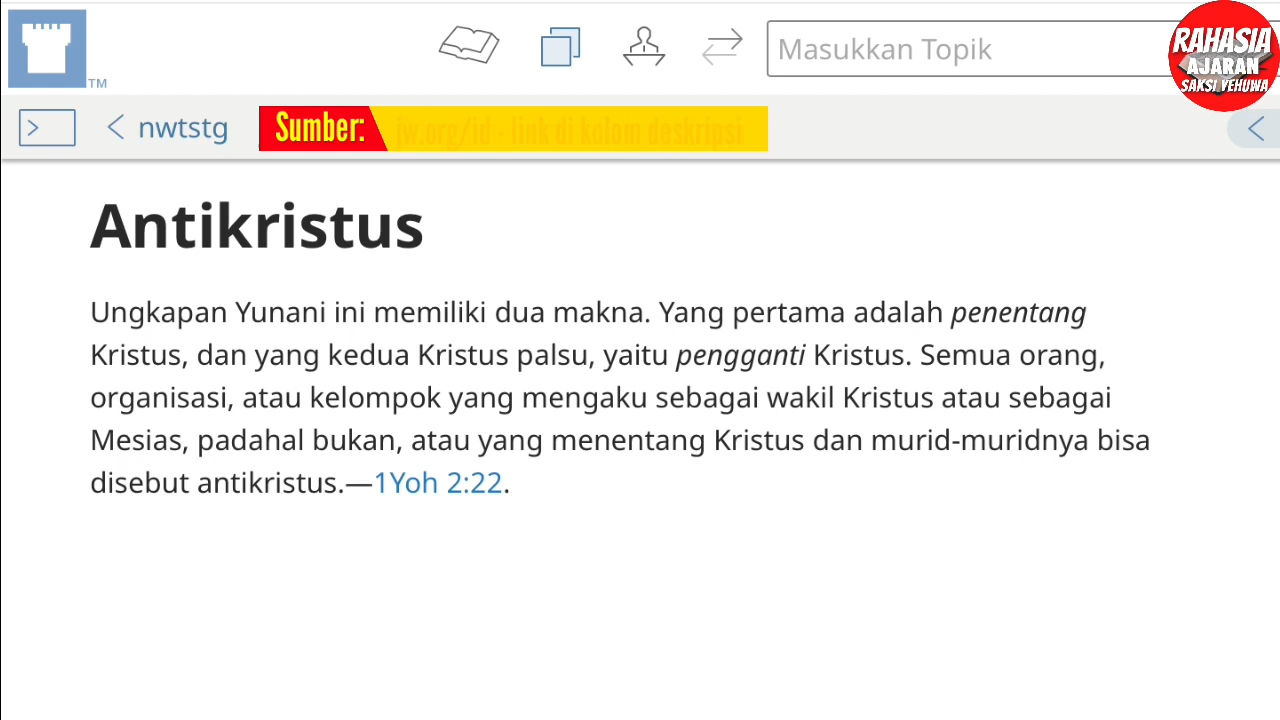 TM
Masukkan Topik
RAHASIA
AJARAN
SAKSI YEHUWA
> < nwtstg
Sumber: jw.org/id - link di kolom deskripsi
<
Antikristus
Ungkapan Yunani ini memiliki dua makna. Yang pertama adalah penentang
Kristus, dan yang kedua Kristus palsu, yaitu pengganti Kristus. Semua orang,
organisasi, atau kelompok yang mengaku sebagai wakil Kristus atau sebagai
Mesias, padahal bukan, atau yang menentang Kristus dan murid-muridnya bisa
disebut antikristus.—1Yoh 2:22.